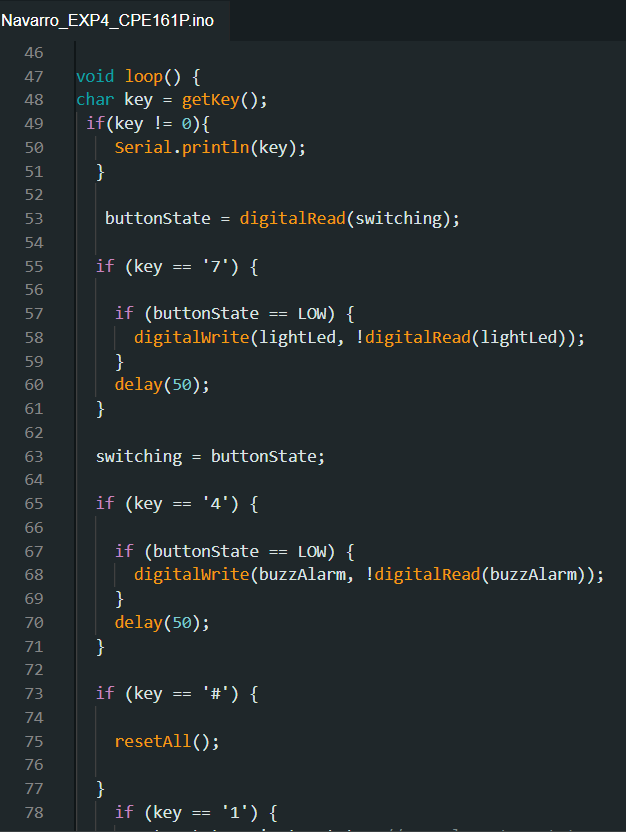 Navarro_EXP4_CPE161P.ino
46
47 void loop() {
48 char key = getKey();
49 if(key != 0){
50 Serial.println(key);
51 }
52
53 buttonState = digitalRead(switching);
54
55 if (key == '7') {
56
57 if (buttonState == LOW) {
58 digitalWrite(lightLed, !digitalRead(lightLed));
59 }
60 delay(50);
61 }
62
63 switching = buttonState;
64
65 if (key == '4') {
66
67 if (buttonState == LOW) {
68 digitalWrite(buzzAlarm, !digitalRead(buzzAlarm));
69 }
70 delay(50);
71 }
72
73 if (key == '#') {
74
75 resetAll();
76
77 }
78 if (key == '1') {